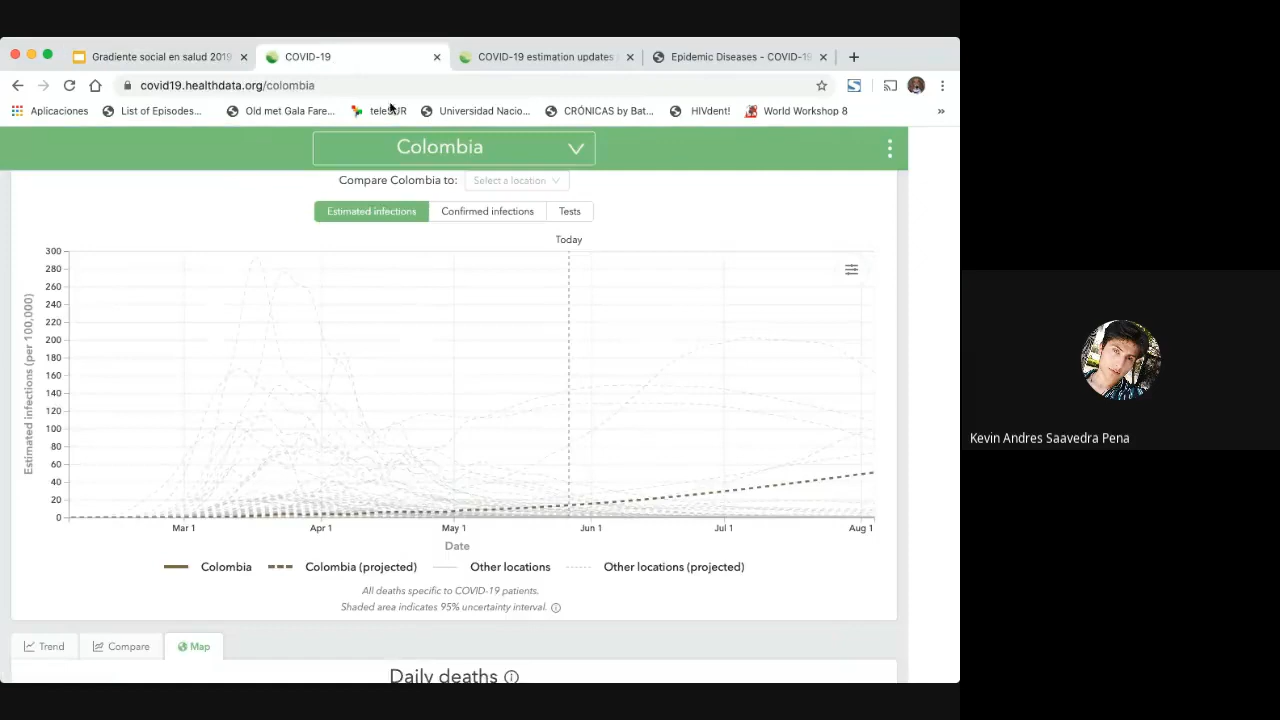 Gradiente social en salud 2019
COVID-19
COVID-19 estimation updates
Epidemic Diseases - COVID-19
covid19.healthdata.org/colombia
Aplicaciones
List of Episodes...
Old met Gala Fare...
teleSUR
Universidad Nacio...
CRÓNICAS by Bat...
HIVdent!
World Workshop 8
»
Colombia
Compare Colombia to:
Select a location
Estimated infections
Confirmed infections
Tests
Today
Estimated infections (per 100,000)
300
280
260
240
220
200
180
160
140
120
100
80
60
40
20
0
Mar 1
Apr 1
May 1
Jun 1
Jul 1
Aug 1
Date
Colombia
Colombia (projected)
Other locations
Other locations (projected)
All deaths specific to COVID-19 patients.
Shaded area indicates 95% uncertainty interval.
Trend
Compare
Map
Daily deaths
Kevin Andres Saavedra Pena